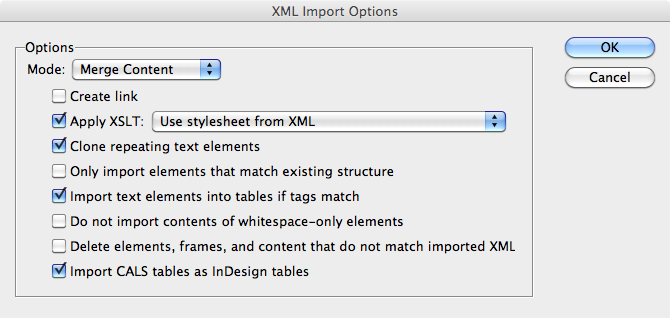 XML Import Options
Options
Mode: Merge Content
OK
Cancel
Create link
Apply XSLT: Use stylesheet from XML
Clone repeating text elements
Only import elements that match existing structure
Import text elements into tables if tags match
Do not import contents of whitespace-only elements
Delete elements, frames, and content that do not match imported XML
Import CALS tables as InDesign tables